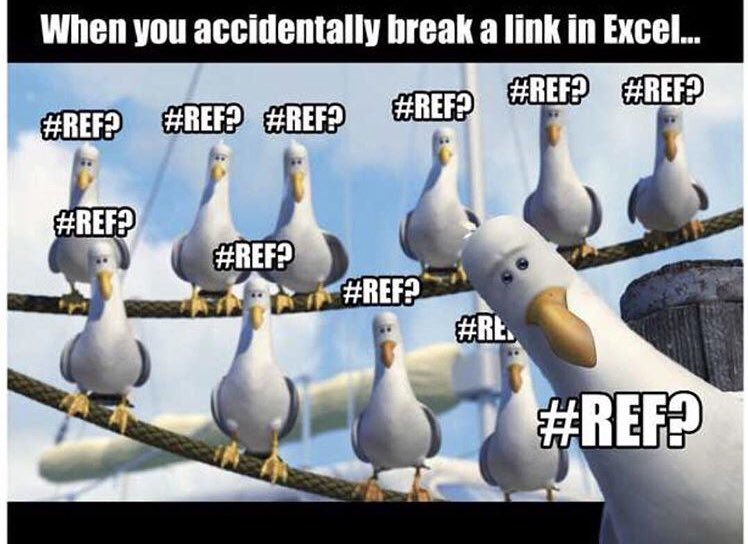 When you accidentally break a link in Excel...
#REF? #REF? #REF? #REF? #REF? #REF?
#REF?
#REF?
#REF?
#RE
#REF?